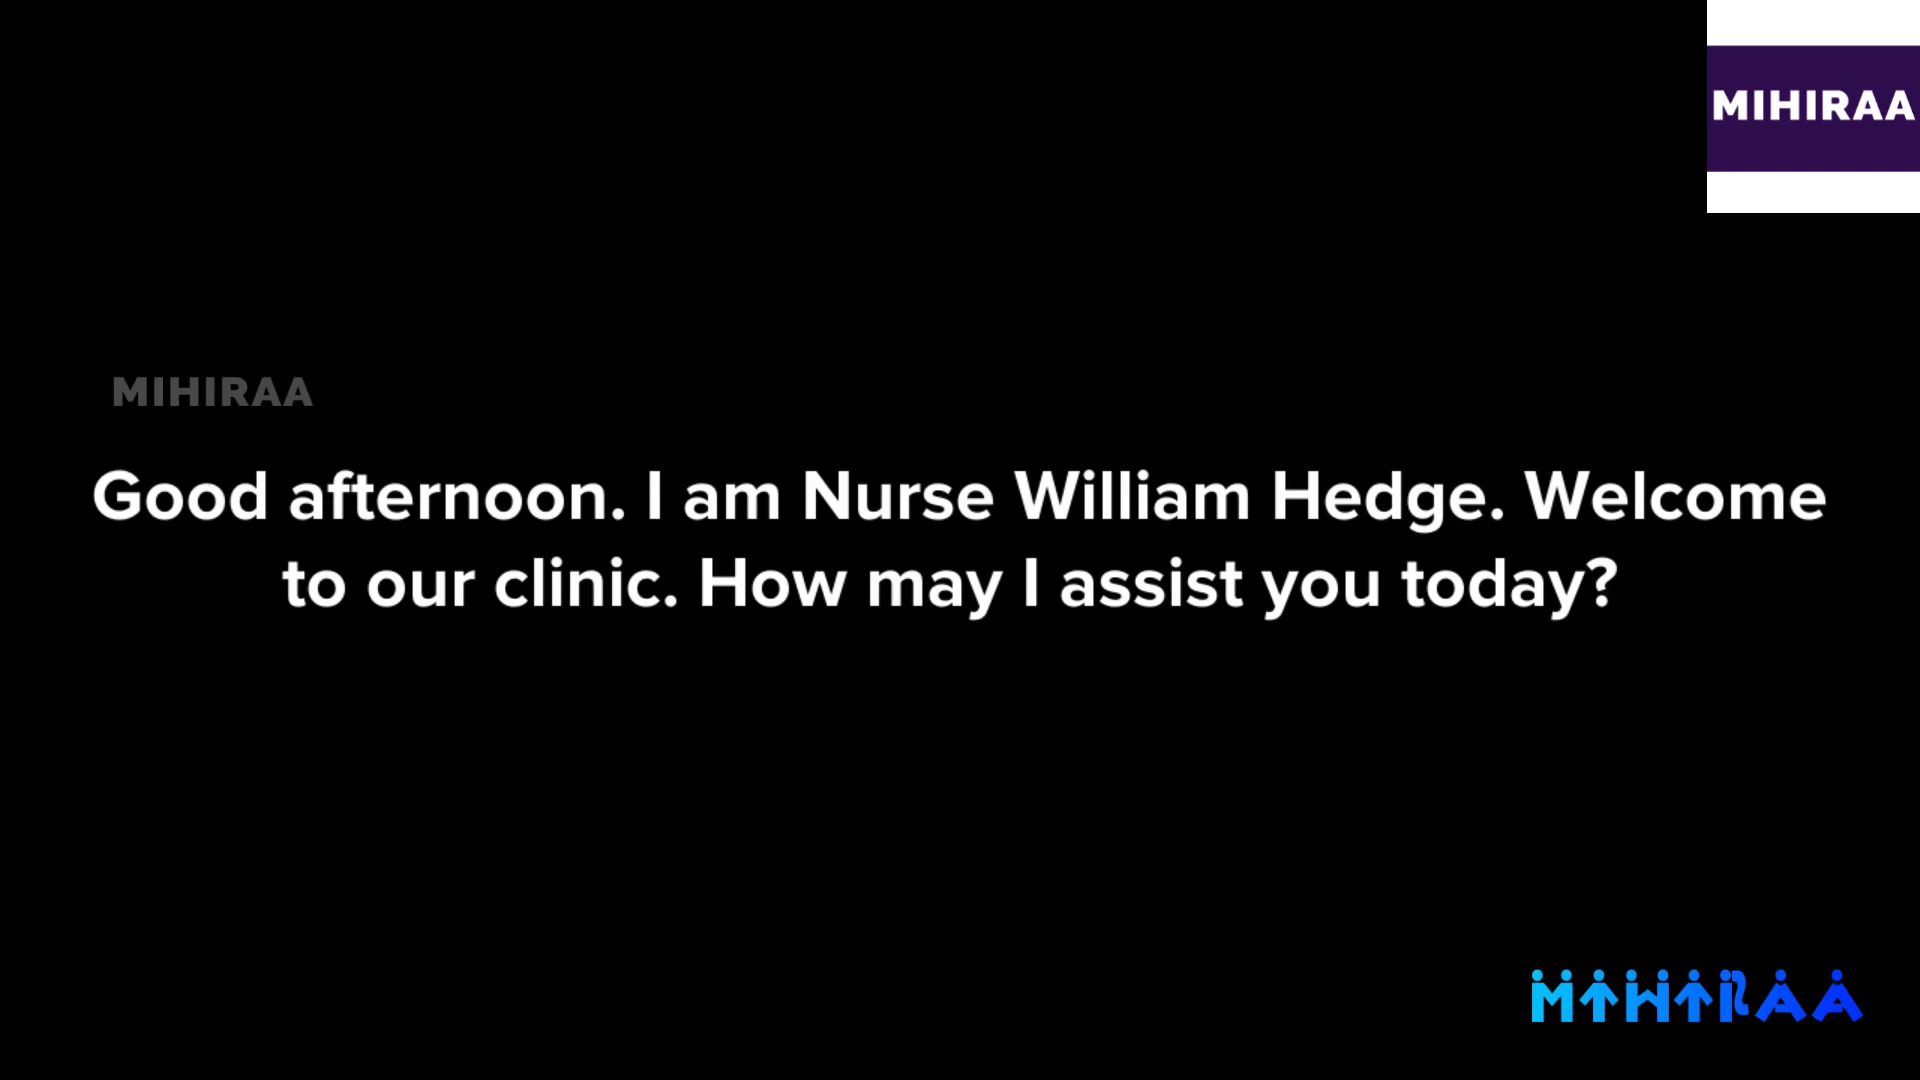 MIHIRAA
MIHIRAA
Good afternoon. I am Nurse William Hedge. Welcome
to our clinic. How may I assist you today?
MIHIRAA